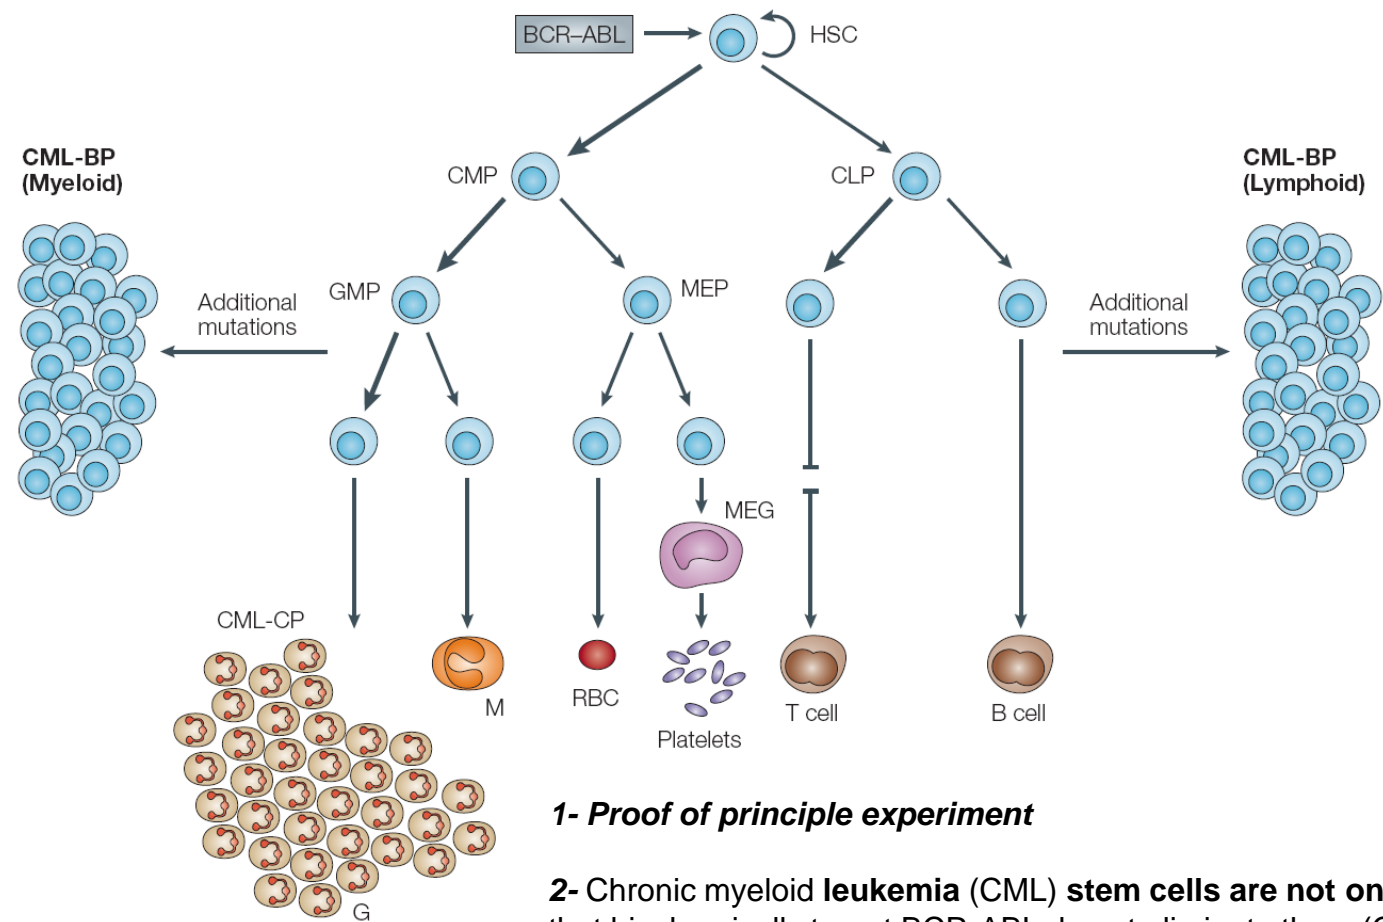 BCR–ABL
HSC
CML-BP
(Myeloid)
CMP
CLP
CML-BP
(Lymphoid)
GMP
MEP
Additional
mutations
Additional
mutations
MEG
CML-CP
M
RBC
Platelets
T cell
B cell
G
1- Proof of principle experiment
2- Chronic myeloid leukemia (CML) stem cells are not on